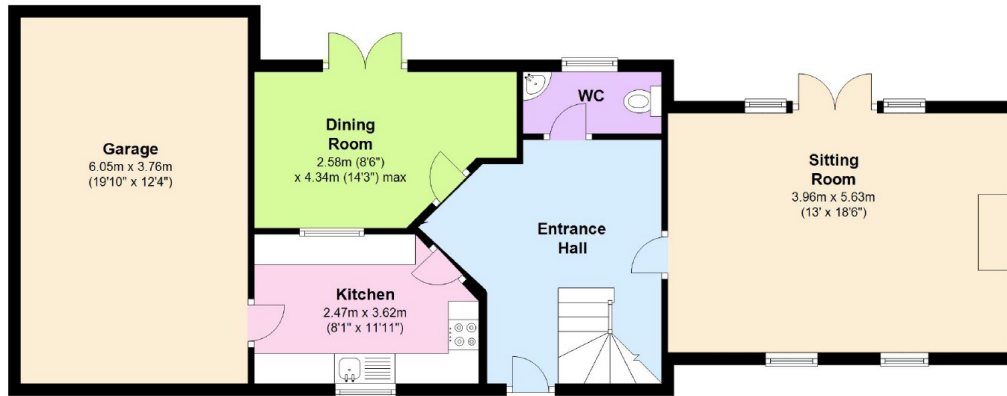 Garage
6.05m x 3.76m
(19'10" x 12'4")
Dining
Room
2.58m (8'6")
x 4.34m (14'3") max
WC
Sitting
Room
3.96m x 5.63m
(13' x 18'6")
Entrance
Hall
Kitchen
2.47m x 3.62m
(8'1" x 11'11")